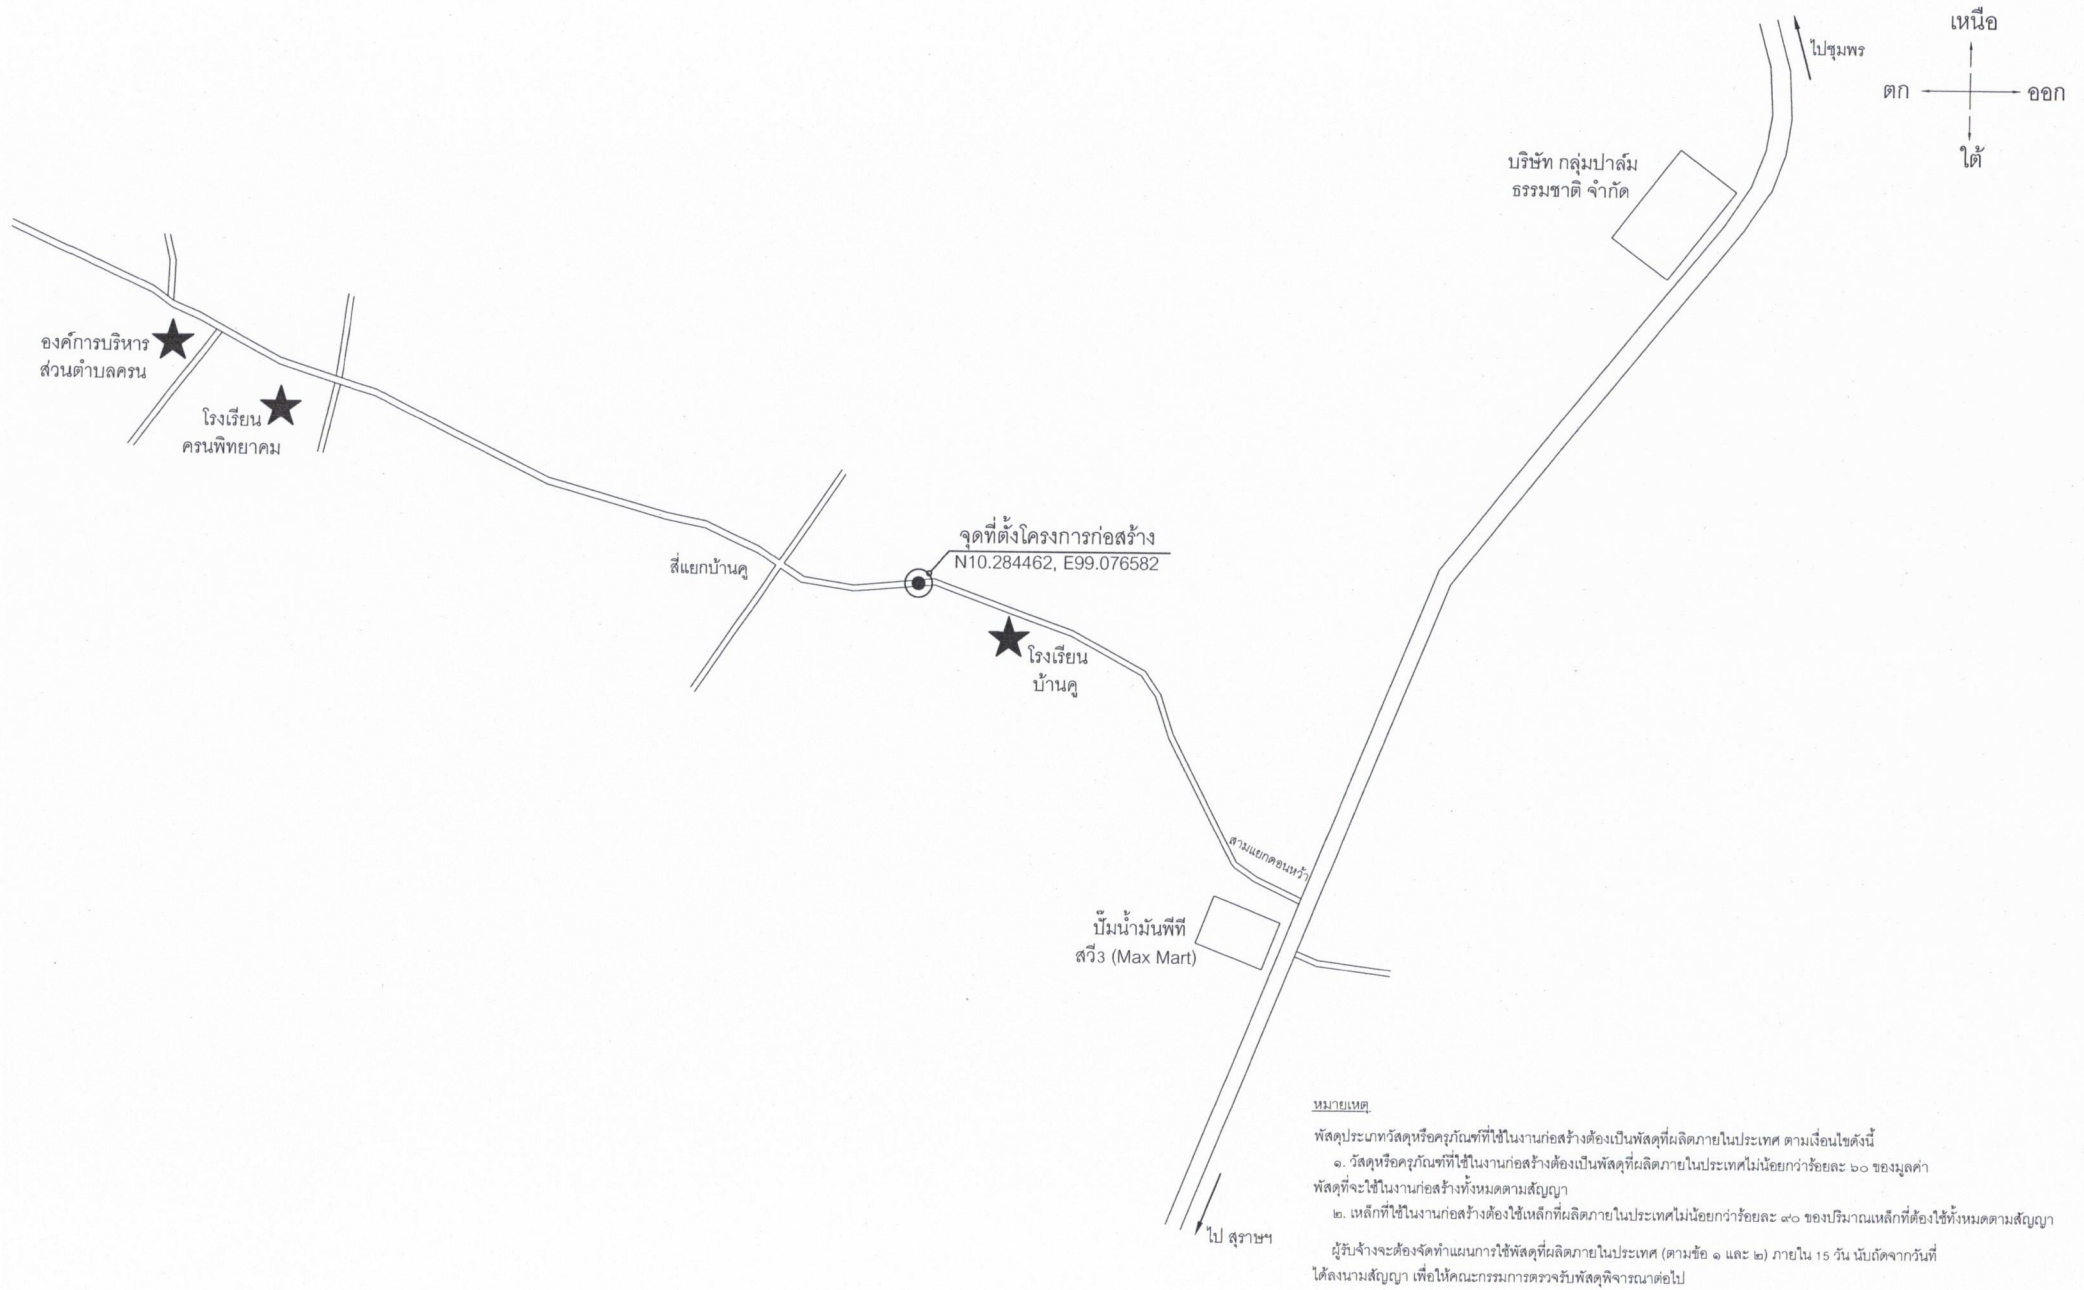 เหนือ
ไปชุมพร
ตก
ออก
ใต้
บริษัท กลุ่มปาล์ม
ธรรมชาติ จำกัด
องค์การบริหาร
ส่วนตำบลครน
โรงเรียน
ครนพิทยาคม
จุดที่ตั้งโครงการก่อสร้าง
N10.284462, E99.076582
สี่แยกบ้านคู
โรงเรียน
บ้านคู
สามแยกดอนหว้า
ปั๊มน้ำมันพีที
สวี3 (Max Mart)
หมายเหตุ
พัสดุประเภทวัสดุหรือครุภัณฑ์ที่ใช้ในงานก่อสร้างต้องเป็นพัสดุที่ผลิตภายในประเทศ ตามเงื่อนไขดังนี้
๑. วัสดุหรือครุภัณฑ์ที่ใช้ในงานก่อสร้างต้องเป็นพัสดุที่ผลิตภายในประเทศไม่น้อยกว่าร้อยละ ๖๐ ของมูลค่า
พัสดุที่จะใช้ในงานก่อสร้างทั้งหมดตามสัญญา
๒. เหล็กที่ใช้ในงานก่อสร้างต้องใช้เหล็กที่ผลิตภายในประเทศไม่น้อยกว่าร้อยละ ๙๐ ของปริมาณเหล็กที่ต้องใช้ทั้งหมดตามสัญญา
ไป สุราษฯ
ผู้รับจ้างจะต้องจัดทำแผนการใช้พัสดุที่ผลิตภายในประเทศ (ตามข้อ ๑ และ ๒) ภายใน 15 วัน นับถัดจากวันที่
ได้ลงนามสัญญา เพื่อให้คณะกรรมการตรวจรับพัสดุพิจารณาต่อไป